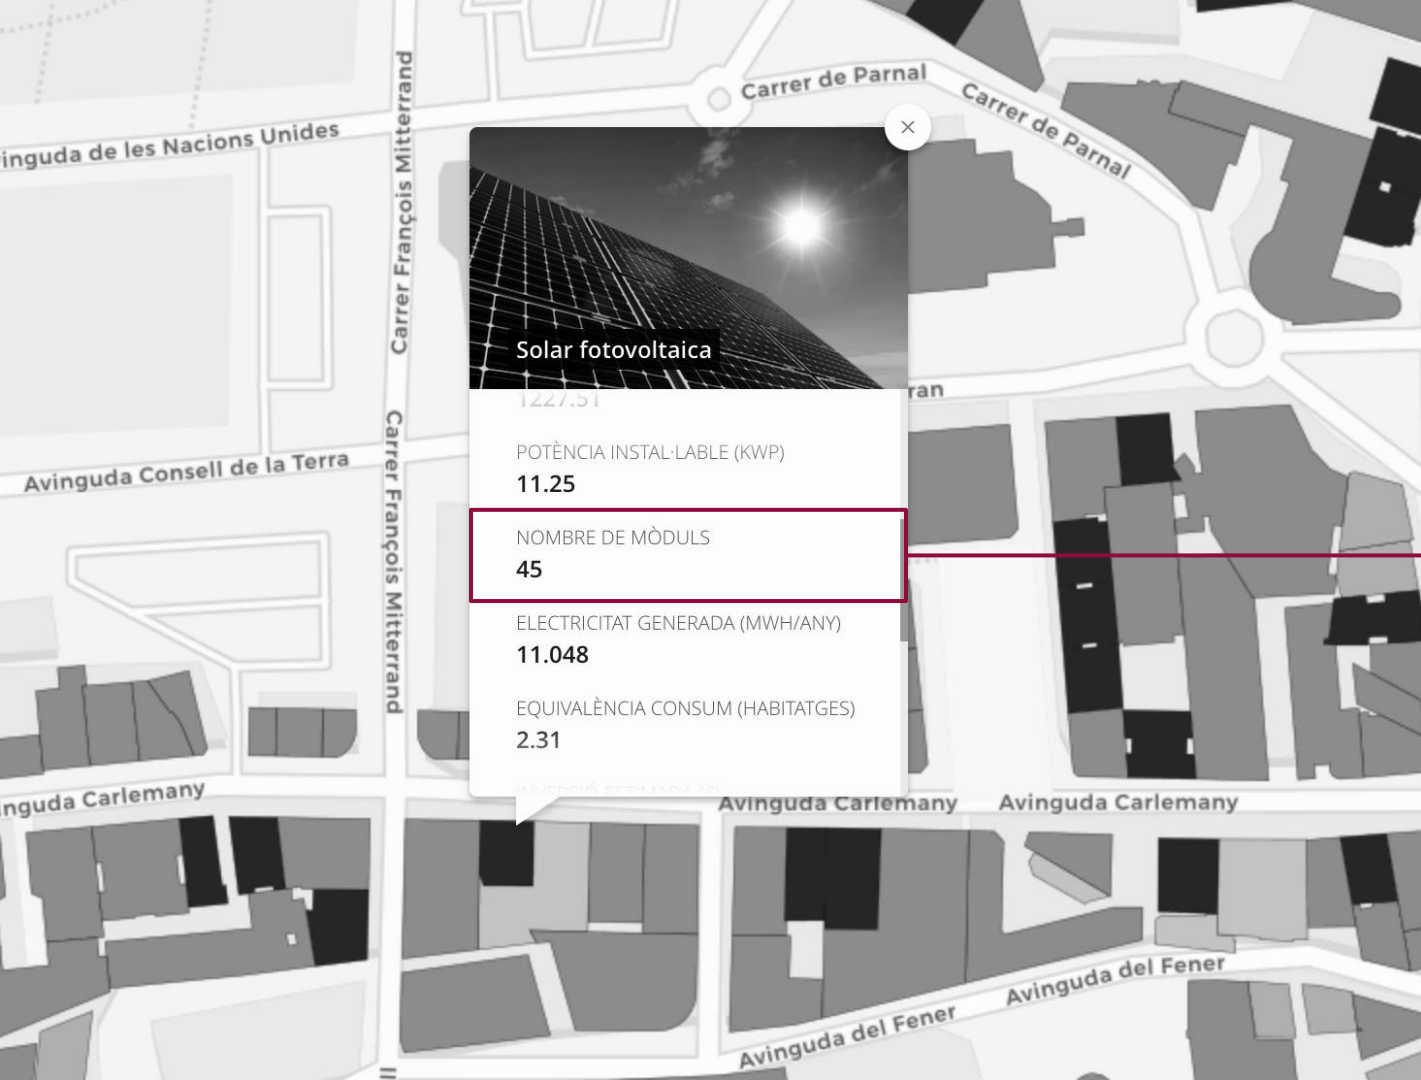 Carrer de Parnal
Carrer de Parnal
inguda de les Nacions Unides
Carrer François Mitterrand
Solar fotovoltaica
1227.51
ran
POTÈNCIA INSTAL·LABLE (KWP)
11.25
Avinguda Consell de la Terra
Carrer François Mitterrand
NOMBRE DE MÒDULS
45
ELECTRICITAT GENERADA (MWH/ANY)
11.048
EQUIVALÈNCIA CONSUM (HABITATGES)
2.31
nguda Carlemany
Avinguda Carlemany
Avinguda Carlemany
Avinguda del Fener
Avinguda del Fener